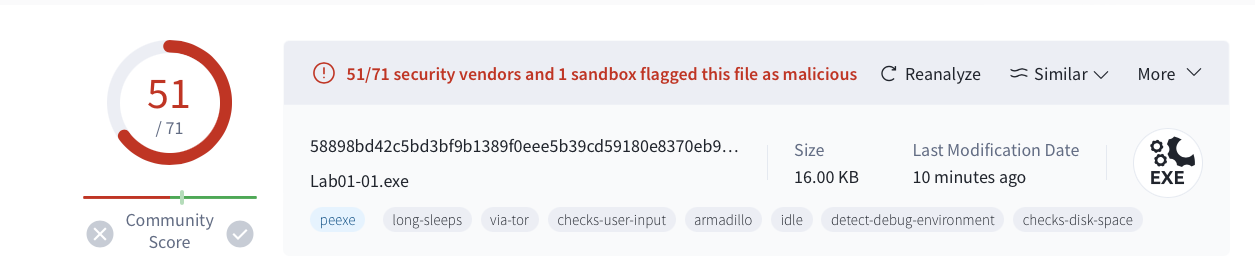 51
/ 71
Community
Score
51/71 security vendors and 1 sandbox flagged this file as malicious
Reanalyze
Similar
More
58898bd42c5bd3bf9b1389f0eee5b39cd59180e8370eb9…
Lab01-01.exe
Size
16.00 KB
Last Modification Date
10 minutes ago
EXE
peexe long-sleeps via-tor checks-user-input armadillo idle detect-debug-environment checks-disk-space